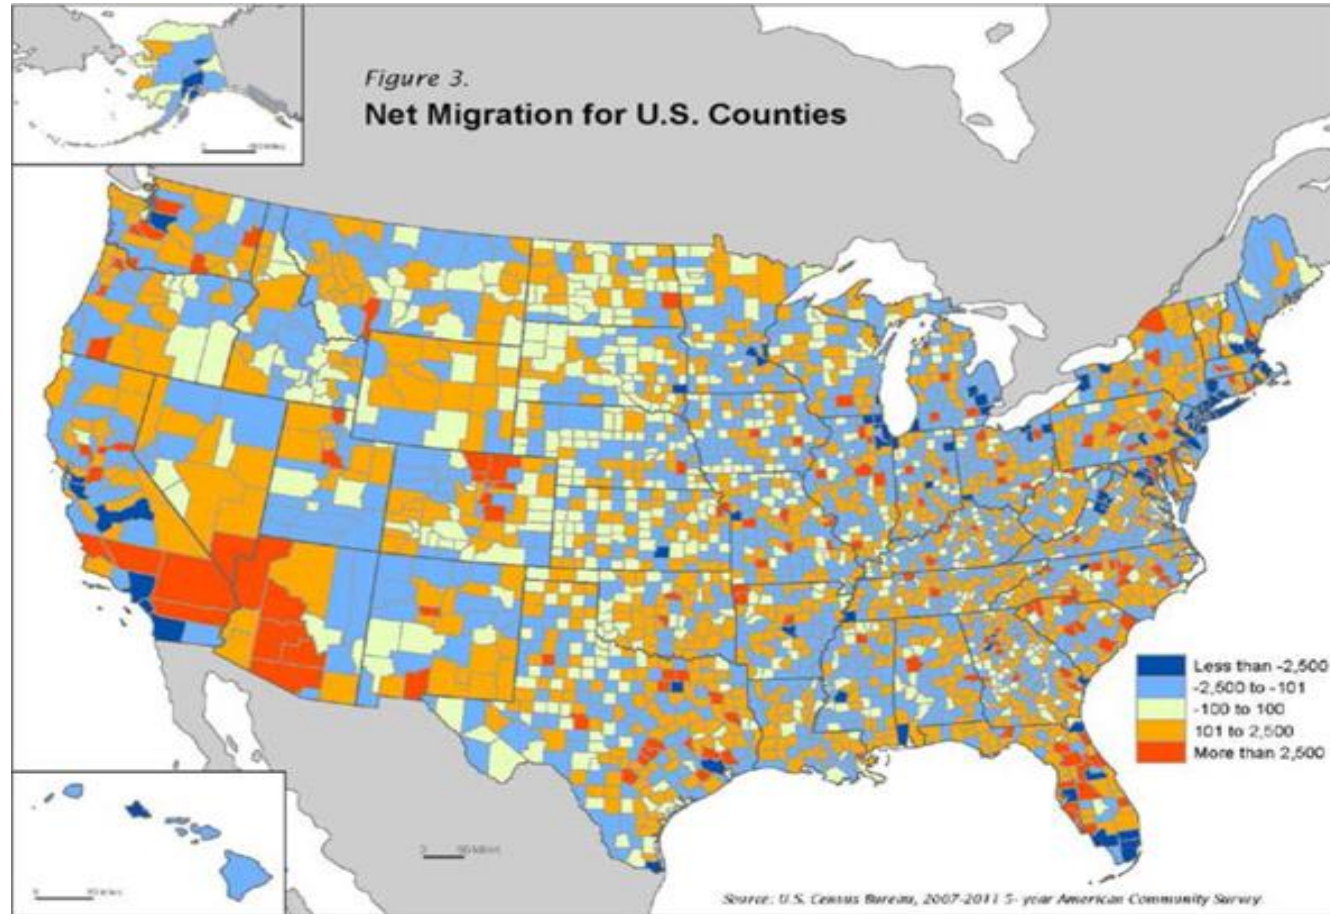 Figure 3.
Net Migration for U.S. Counties
Less than -2,500
-2,500 to -101
-100 to 100
101 to 2,500
More than 2,500
Source: U.S. Census Bureau, 2007-2011 5- year American Community Survey.